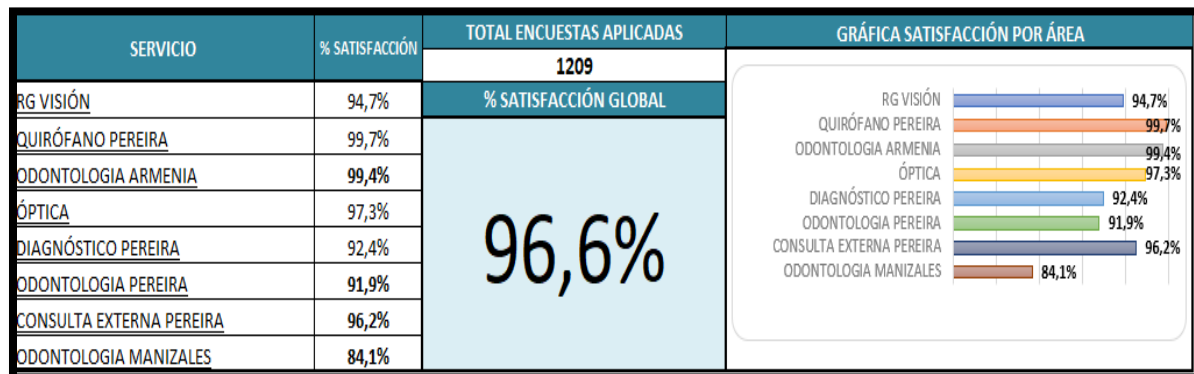 SERVICIO
% SATISFACCIÓN
TOTAL ENCUESTAS APLICADAS
GRÁFICA SATISFACCIÓN POR ÁREA
1209
% SATISFACCIÓN GLOBAL
96,6%
RG VISIÓN 94,7%
QUIRÓFANO PEREIRA 99,7%
ODONTOLOGIA ARMENIA 99,4%
ÓPTICA 97,3%
DIAGNÓSTICO PEREIRA 92,4%
ODONTOLOGIA PEREIRA 91,9%
CONSULTA EXTERNA PEREIRA 96,2%
ODONTOLOGIA MANIZALES 84,1%
RG VISIÓN 94,7%
QUIRÓFANO PEREIRA 99,7%
ODONTOLOGIA ARMENIA 99,4%
ÓPTICA 97,3%
DIAGNÓSTICO PEREIRA 92,4%
ODONTOLOGIA PEREIRA 91,9%
CONSULTA EXTERNA PEREIRA 96,2%
ODONTOLOGIA MANIZALES 84,1%